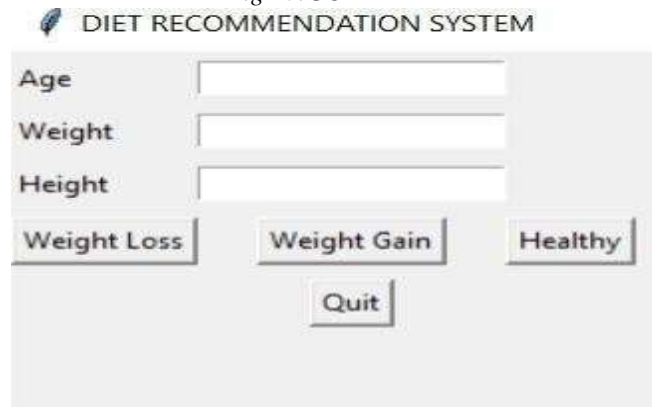 DIET RECOMMENDATION SYSTEM
Age
Weight
Height
Weight Loss Weight Gain Healthy
Quit